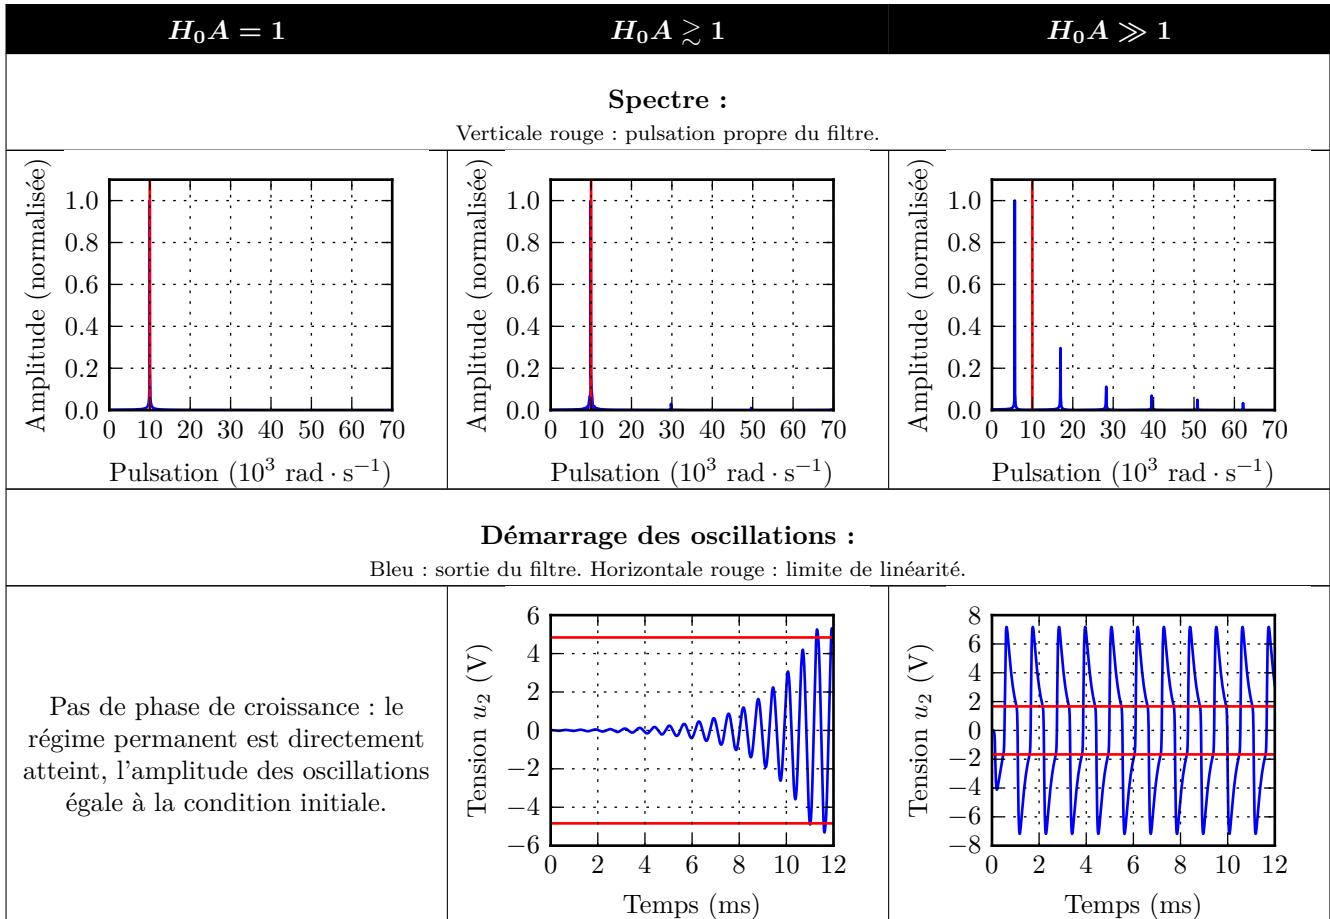 H₀A = 1
H₀A ≳ 1
H₀A ≫ 1
Spectre :
Verticale rouge : pulsation propre du filtre.
Amplitude (normalisée)
1.0
0.8
0.6
0.4
0.2
0.0
0 10 20 30 40 50 60 70
Pulsation (10³ rad · s⁻¹)
Amplitude (normalisée)
1.0
0.8
0.6
0.4
0.2
0.0
0 10 20 30 40 50 60 70
Pulsation (10³ rad · s⁻¹)
Amplitude (normalisée)
1.0
0.8
0.6
0.4
0.2
0.0
0 10 20 30 40 50 60 70
Pulsation (10³ rad · s⁻¹)
Démarrage des oscillations :
Bleu : sortie du filtre. Horizontale rouge : limite de linéarité.
Pas de phase de croissance : le
régime permanent est directement
atteint, l'amplitude des oscillations
égale à la condition initiale.
Tension u₂ (V)
6
4
2
0
−2
−4
−6
0 2 4 6 8 10 12
Temps (ms)
Tension u₂ (V)
8
6
4
2
0
−2
−4
−6
−8
0 2 4 6 8 10 12
Temps (ms)